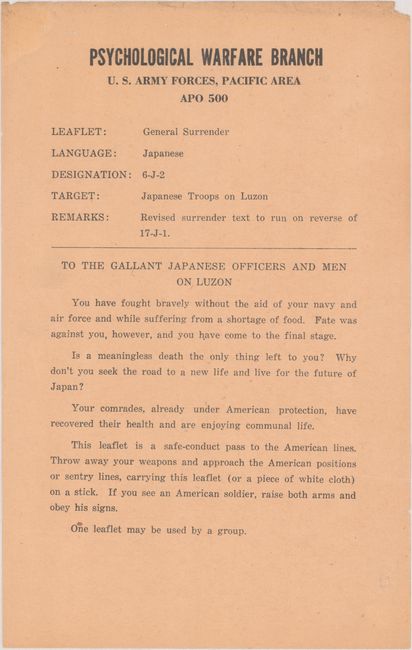 PSYCHOLOGICAL WARFARE BRANCH
U. S. ARMY FORCES, PACIFIC AREA
APO 500
LEAFLET: General Surrender
LANGUAGE: Japanese
DESIGNATION: 6-J-2
TARGET: Japanese Troops on Luzon
REMARKS: Revised surrender text to run on reverse of
17-J-1.
TO THE GALLANT JAPANESE OFFICERS AND MEN
ON LUZON
You have fought bravely without the aid of your navy and
air force and while suffering from a shortage of food. Fate was
against you, however, and you have come to the final stage.
Is a meaningless death the only thing left to you? Why
don't you seek the road to a new life and live for the future of
Japan?
Your comrades, already under American protection, have
recovered their health and are enjoying communal life.
This leaflet is a safe-conduct pass to the American lines.
Throw away your weapons and approach the American positions
or sentry lines, carrying this leaflet (or a piece of white cloth)
on a stick. If you see an American soldier, raise both arms and
obey his signs.
One leaflet may be used by a group.